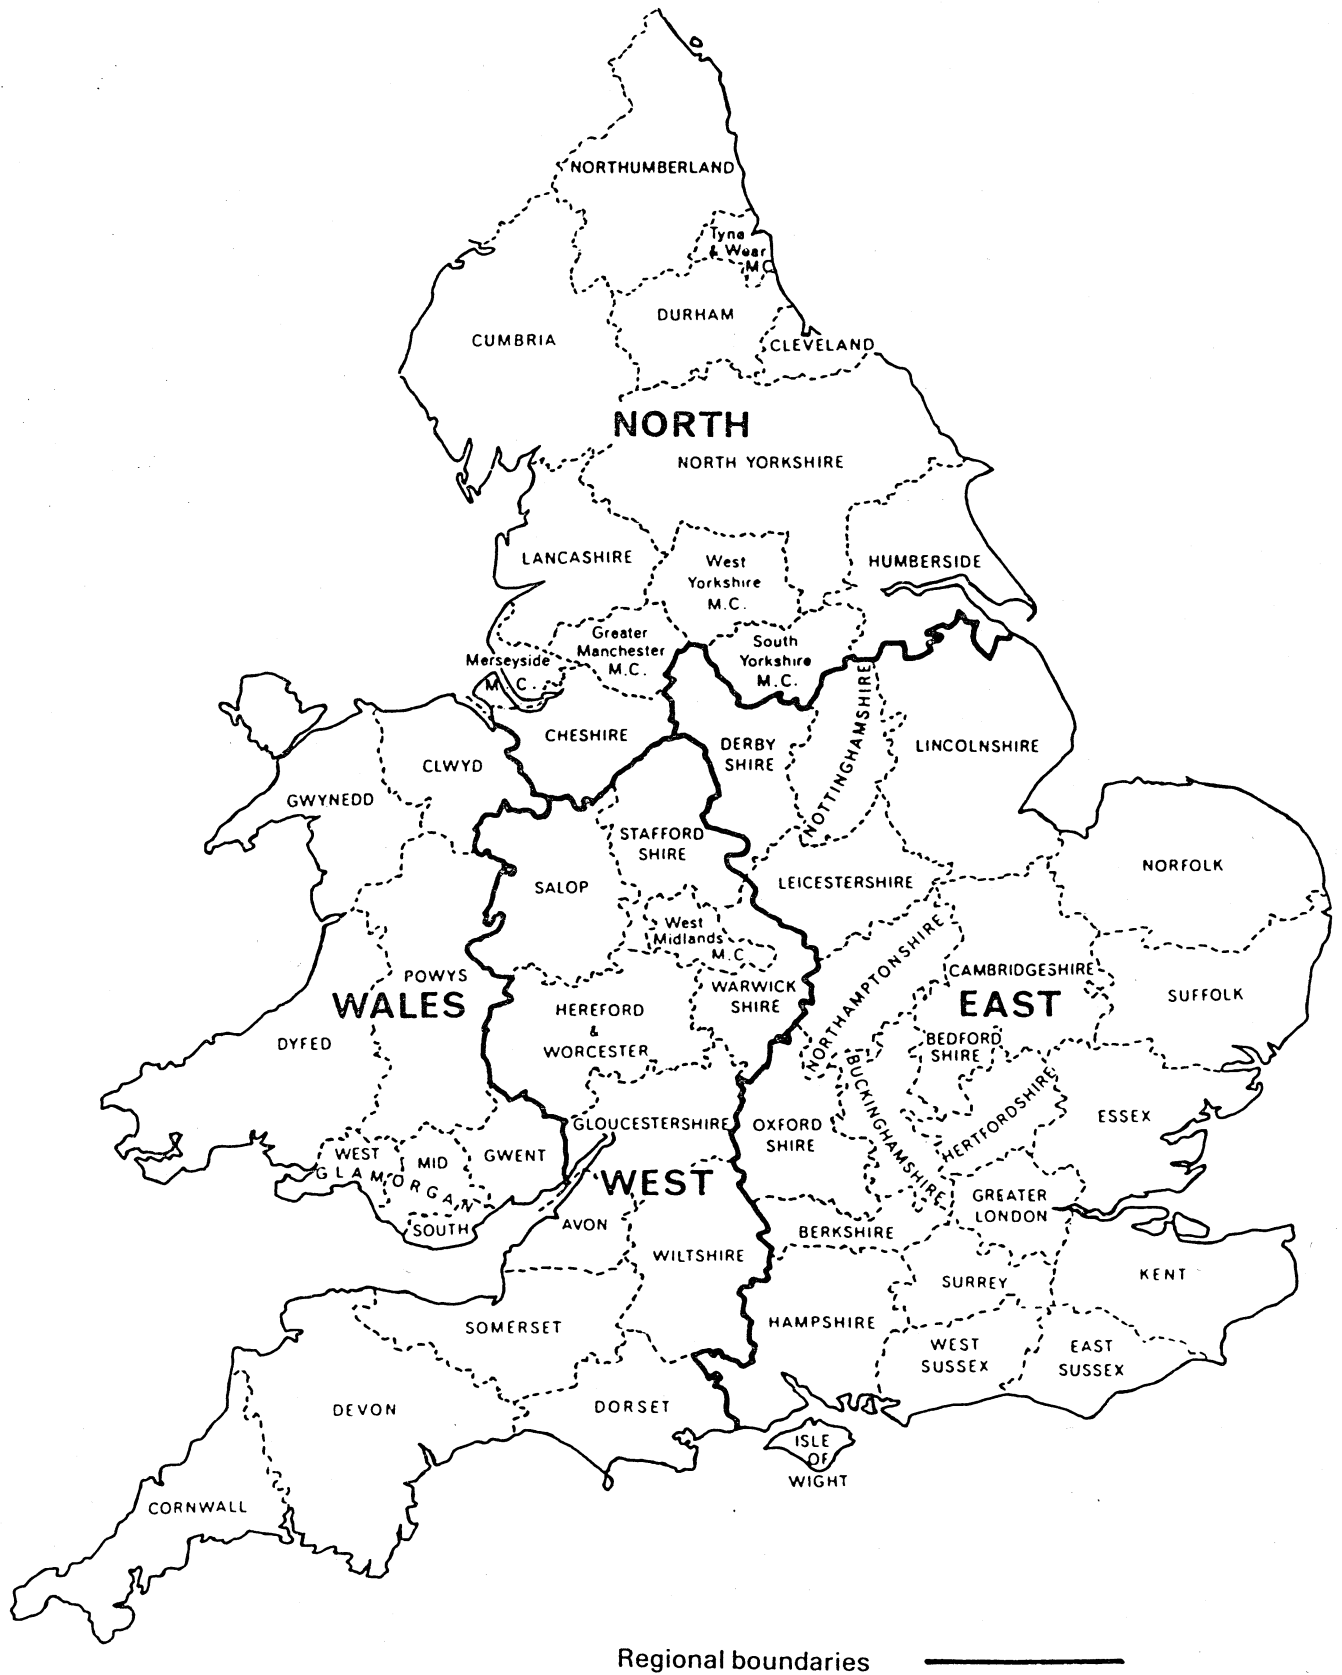 NORTHUMBERLAND
Tyne
& Wear
M C
DURHAM
CUMBRIA
CLEVELAND
NORTH
NORTH YORKSHIRE
LANCASHIRE
West
Yorkshire
M.C.
HUMBERSIDE
Greater
Manchester
M.C.
South
Yorkshire
M.C.
Merseyside
M. C.
CHESHIRE
DERBY
SHIRE
NOTTINGHAMSHIRE
LINCOLNSHIRE
CLWYD
GWYNEDD
STAFFORD
SHIRE
SALOP
LEICESTERSHIRE
NORFOLK
West
Midlands
M.C.
POWYS
WALES
DYFED
WARWICK
SHIRE
HEREFORD
&
WORCESTER
NORTHAMPTONSHIRE
CAMBRIDGESHIRE
EAST
SUFFOLK
BEDFORD
SHIRE
BUCKINGHAMSHIRE
HERTFORDSHIRE
ESSEX
GLOUCESTERSHIRE
OXFORD
SHIRE
WEST
MID
GLAMORGAN
SOUTH
GWENT
WEST
AVON
WILTSHIRE
BERKSHIRE
GREATER
LONDON
SURREY
KENT
HAMPSHIRE
WEST
SUSSEX
EAST
SUSSEX
SOMERSET
DEVON
DORSET
ISLE
OF
WIGHT
CORNWALL
Regional boundaries